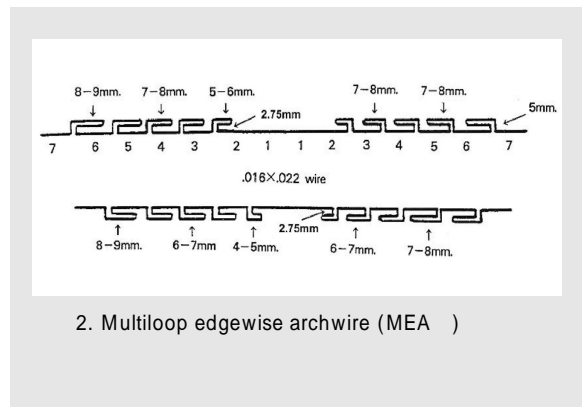 8-9mm. 7-8mm. 5-6mm. 7-8mm. 7-8mm.
2.75mm 5mm.
7 6 5 4 3 2 1 1 2 3 4 5 6 7
.016×.022 wire
2.75mm
8-9mm. 6-7mm 4-5mm. 6-7mm. 7-8mm.
2. Multiloop edgewise archwire (MEA )